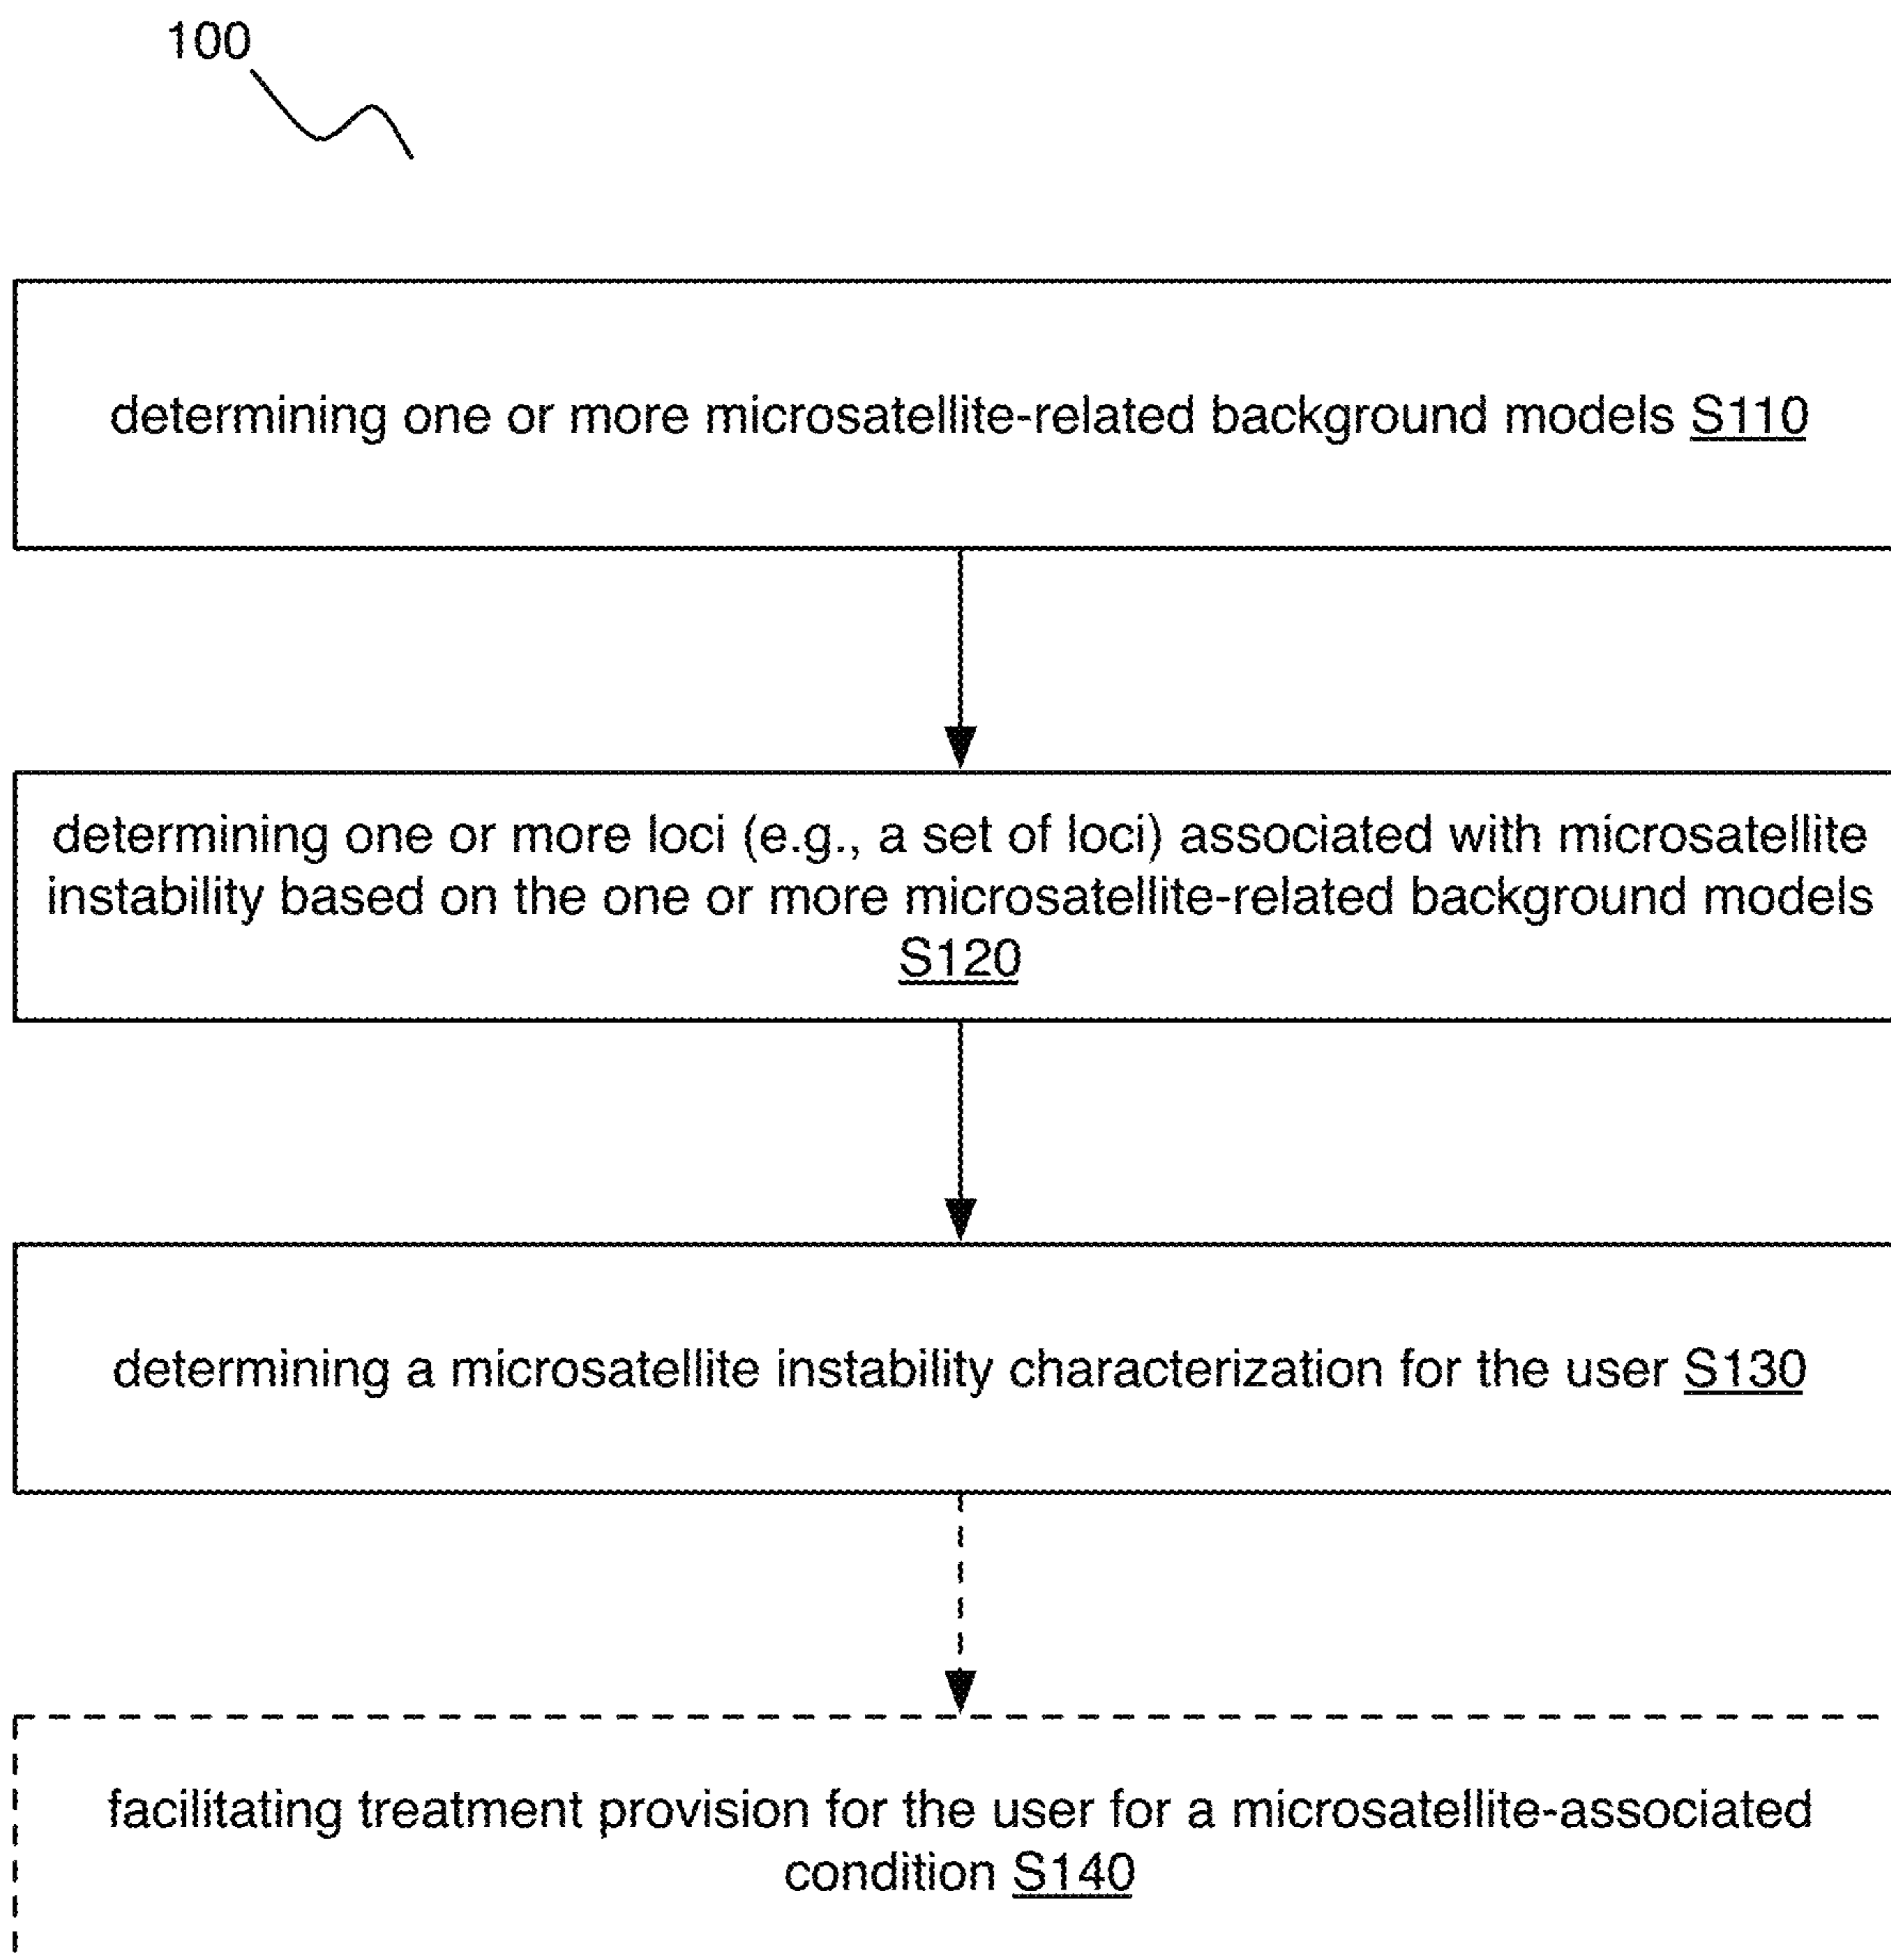 100
determining one or more microsatellite-related background models S110
determining one or more loci (e.g., a set of loci) associated with microsatellite
instability based on the one or more microsatellite-related background models
S120
determining a microsatellite instability characterization for the user S130
facilitating treatment provision for the user for a microsatellite-associated
condition S140